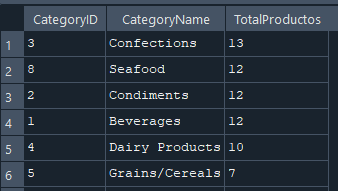 CategoryID CategoryName TotalProductos
1 3 Confections 13
2 8 Seafood 12
3 2 Condiments 12
4 1 Beverages 12
5 4 Dairy Products 10
6 5 Grains/Cereals 7